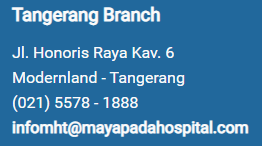 Tangerang Branch
Jl. Honoris Raya Kav. 6
Modernland - Tangerang
(021) 5578 - 1888
infomht@mayapadahospital.com